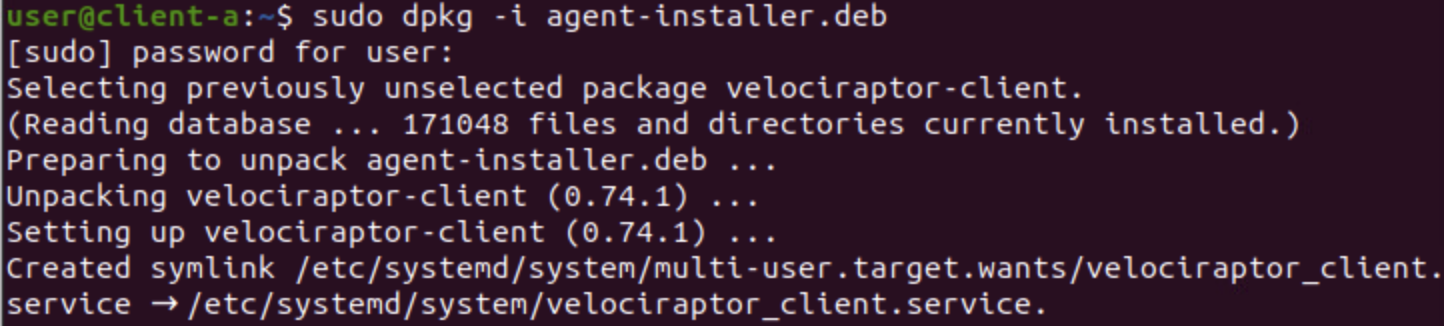 user@client-a:~$ sudo dpkg -i agent-installer.deb
[sudo] password for user:
Selecting previously unselected package velociraptor-client.
(Reading database ... 171048 files and directories currently installed.)
Preparing to unpack agent-installer.deb ...
Unpacking velociraptor-client (0.74.1) ...
Setting up velociraptor-client (0.74.1) ...
Created symlink /etc/systemd/system/multi-user.target.wants/velociraptor_client.
service → /etc/systemd/system/velociraptor_client.service.